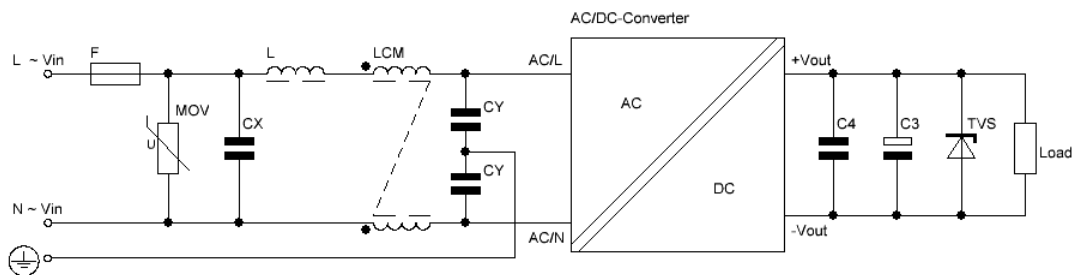 AC/DC-Converter
L ~ Vin
F
L
LCM
AC/L
+Vout
MOV
U
CX
CY
CY
AC
DC
C4
C3
TVS
Load
N ~ Vin
AC/N
-Vout